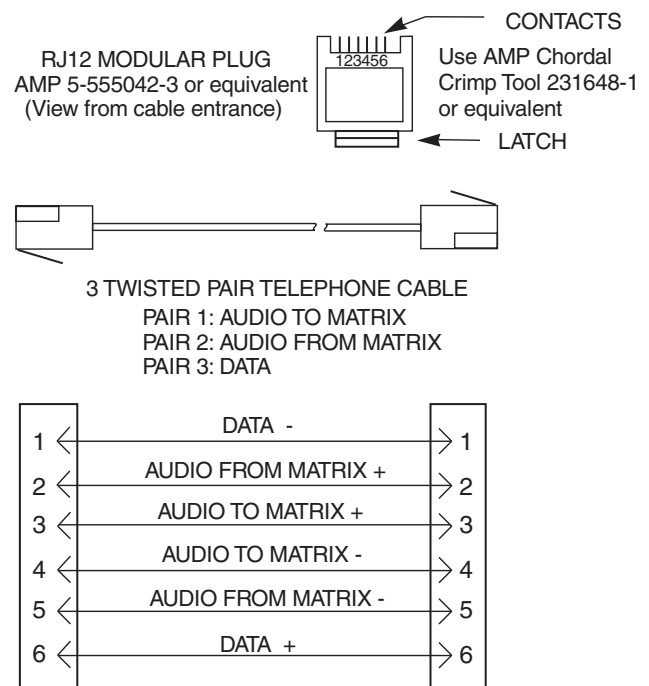 CONTACTS
RJ12 MODULAR PLUG
AMP 5-555042-3 or equivalent
(View from cable entrance)
123456
Use AMP Chordal
Crimp Tool 231648-1
or equivalent
LATCH
3 TWISTED PAIR TELEPHONE CABLE
PAIR 1: AUDIO TO MATRIX
PAIR 2: AUDIO FROM MATRIX
PAIR 3: DATA
1 DATA - 1
2 AUDIO FROM MATRIX + 2
3 AUDIO TO MATRIX + 3
4 AUDIO TO MATRIX - 4
5 AUDIO FROM MATRIX - 5
6 DATA + 6